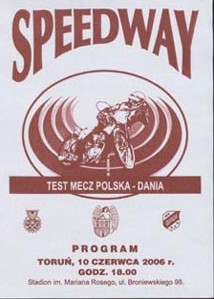 SPEEDWAY
TEST MECZ POLSKA - DANIA
PROGRAM
TORUŃ, 10 CZERWCA 2006 r.
GODZ. 18.00
Stadion im. Mariana Rosego, ul. Broniewskiego 98.